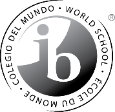 COLEGIO DEL MUNDO • WORLD SCHOOL • ÉCOLE DU MONDE •
ib
®